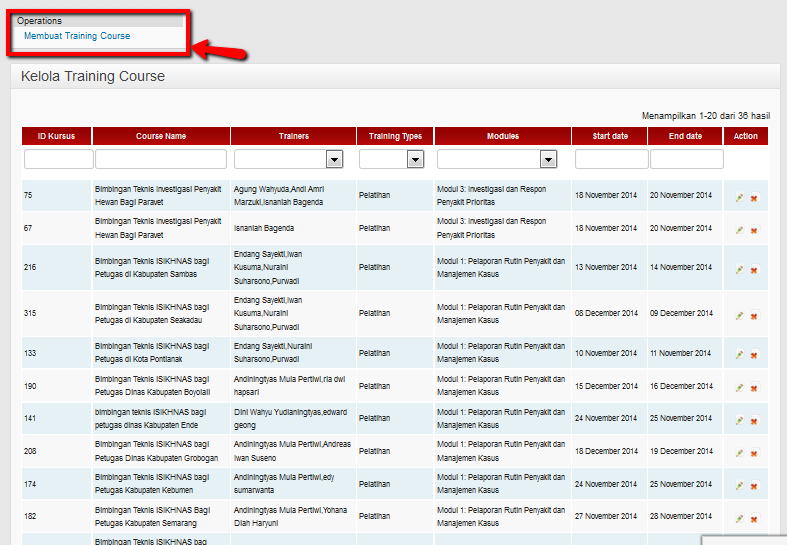 Operations
Membuat Training Course
Kelola Training Course
Menampilkan 1-20 dari 36 hasil
ID Kursus Course Name Trainers Training Types Modules Start date End date Action
75 Bimbingan Teknis Investigasi Penyakit Hewan Bagi Paravet Agung Wahyuda,Andi Amri Marzuki,Isnaniah Bagenda Pelatihan Modul 3: Investigasi dan Respon Penyakit Prioritas 18 November 2014 20 November 2014
67 Bimbingan Teknis Investigasi Penyakit Hewan Bagi Paravet Isnaniah Bagenda Pelatihan Modul 3: Investigasi dan Respon Penyakit Prioritas 18 November 2014 20 November 2014
216 Bimbingan Teknis ISIKHNAS bagi Petugas di Kabupaten Sambas Endang Sayekti,Iwan Kusuma,Nuraini Suharsono,Purwadi Pelatihan Modul 1: Pelaporan Rutin Penyakit dan Manajemen Kasus 13 November 2014 14 November 2014
315 Bimbingan Teknis ISIKHNAS bagi Petugas di Kabupaten Seakadau Endang Sayekti,Iwan Kusuma,Nuraini Suharsono,Purwadi Pelatihan Modul 1: Pelaporan Rutin Penyakit dan Manajemen Kasus 08 December 2014 09 December 2014
133 Bimbingan Teknis ISIKHNAS bagi Petugas di Kota Pontianak Endang Sayekti,Nuraini Suharsono,Purwadi Pelatihan Modul 1: Pelaporan Rutin Penyakit dan Manajemen Kasus 10 November 2014 11 November 2014
190 Bimbingan Teknis ISIKHNAS bagi Petugas Dinas Kabupaten Boyolali Andiningtyas Mula Pertiwi,ria dwi hapsari Pelatihan Modul 1: Pelaporan Rutin Penyakit dan Manajemen Kasus 15 December 2014 16 December 2014
141 bimbingan teknis ISIKHNAS bagi petugas dinas Kabupaten Ende Dini Wahyu Yudianingtyas,edward geong Pelatihan Modul 1: Pelaporan Rutin Penyakit dan Manajemen Kasus 24 November 2014 25 November 2014
208 Bimbingan Teknis ISIKHNAS bagi Petugas Dinas Kabupaten Grobogan Andiningtyas Mula Pertiwi,Andreas Iwan Suseno Pelatihan Modul 1: Pelaporan Rutin Penyakit dan Manajemen Kasus 18 December 2014 19 December 2014
174 Bimbingan Teknis ISIKHNAS bagi Petugas Kabupaten Kebumen Andiningtyas Mula Pertiwi,edy sumarwanta Pelatihan Modul 1: Pelaporan Rutin Penyakit dan Manajemen Kasus 24 November 2014 25 November 2014
182 Bimbingan Teknis ISIKHNAS Bagi Petugas Kabupaten Semarang Andiningtyas Mula Pertiwi,Yohana Diah Haryuni Pelatihan Modul 1: Pelaporan Rutin Penyakit dan Manajemen Kasus 27 November 2014 28 November 2014
Bimbingan Teknis ISIKHNAS bag Modul 1: Pelaporan Rutin Penyakit dan